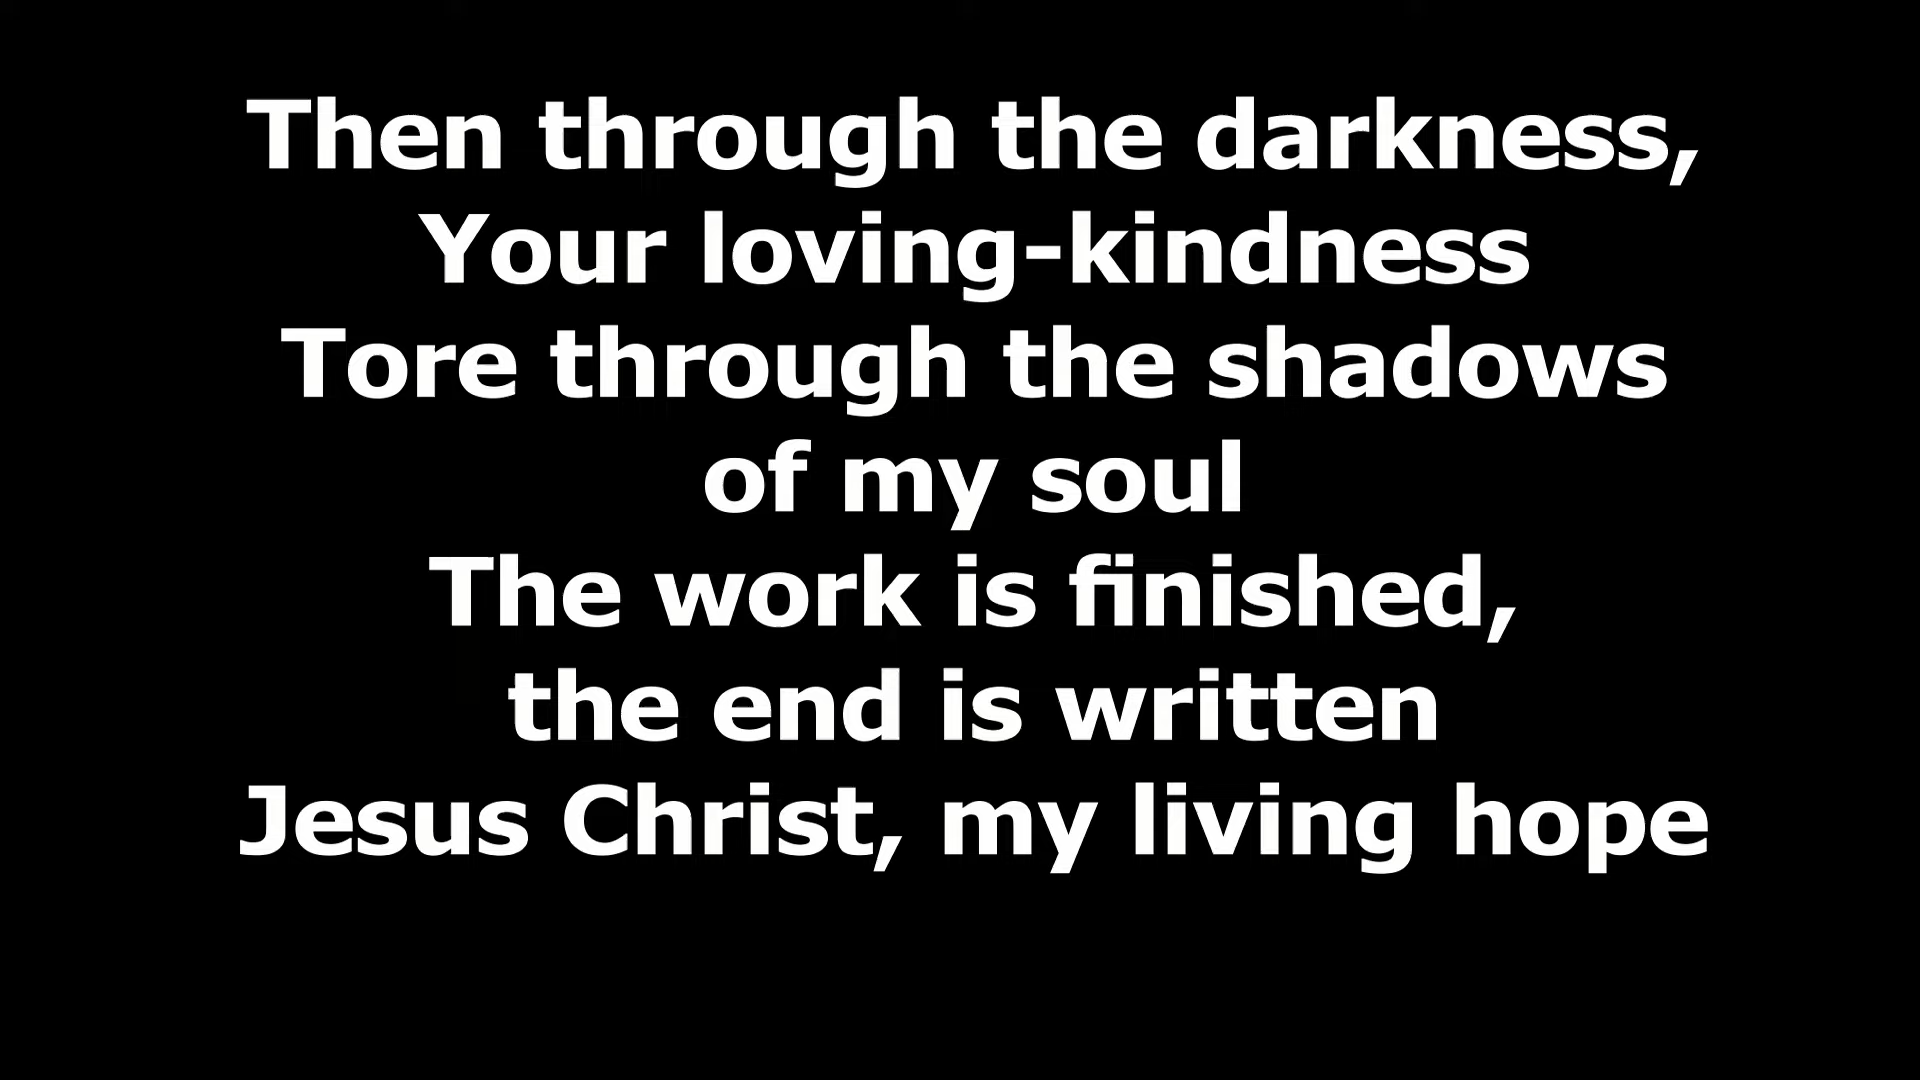 Then through the darkness,
Your loving-kindness
Tore through the shadows
of my soul
The work is finished,
the end is written
Jesus Christ, my living hope